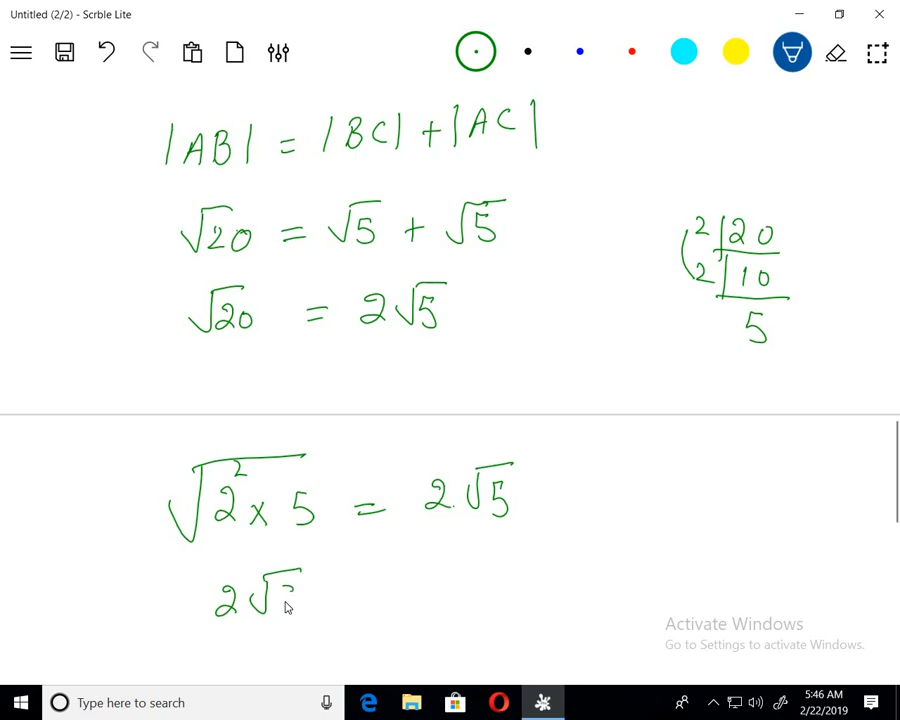 Untitled (2/2) - Scrble Lite
|AB| = |BC| + |AC|
√20 = √5 + √5
√20 = 2√5
2 | 20
2 | 10
5
√2² × 5 = 2.√5
2√
Activate Windows
Go to Settings to activate Windows.
Type here to search
5:46 AM
2/22/2019